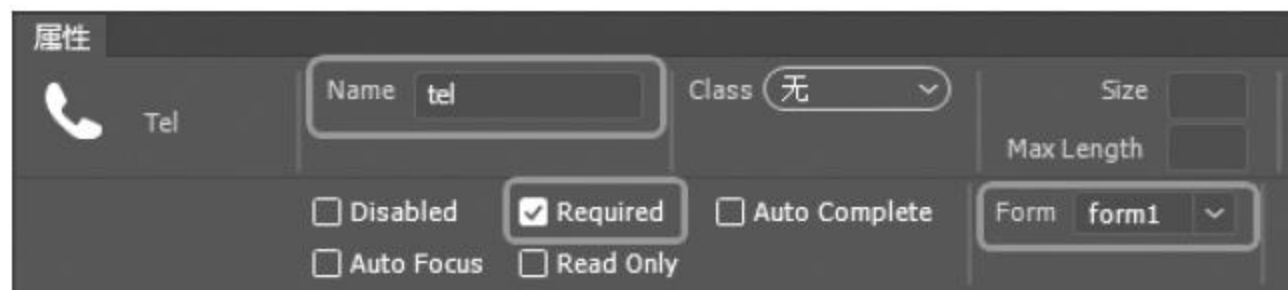 属性
Tel
Name tel
Class 无
Size
Max Length
Disabled Required Auto Complete
Form form1
Auto Focus Read Only